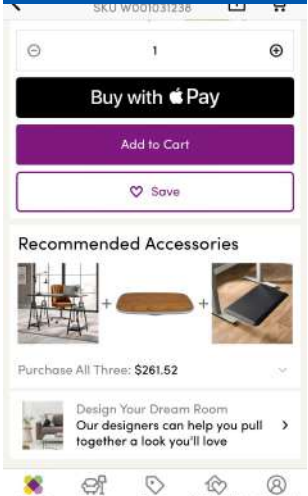 SKU W001031238
1
Buy with Pay
Add to Cart
Save
Recommended Accessories
+
+
Purchase All Three: $261.52
Design Your Dream Room
Our designers can help you pull
together a look you'll love